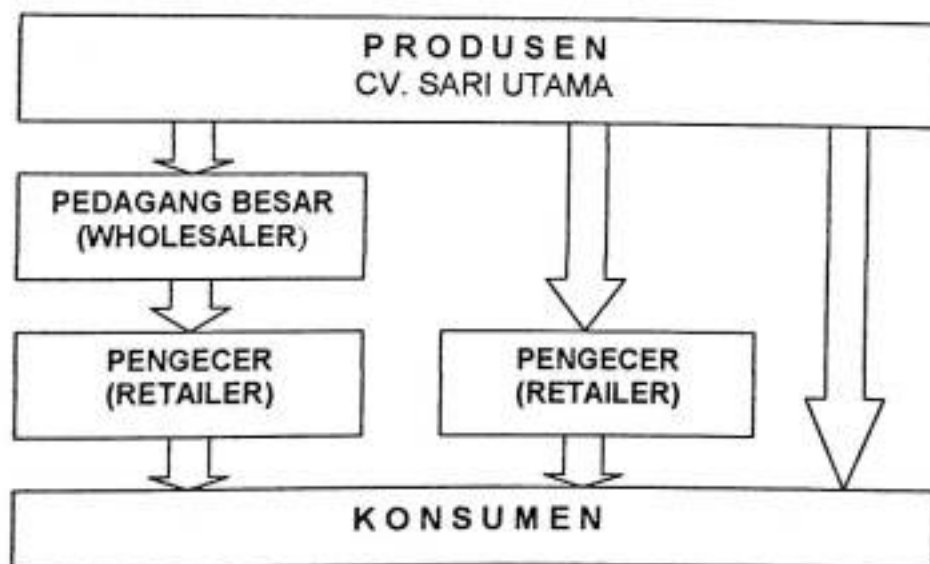 PRODUSEN
CV. SARI UTAMA
PEDAGANG BESAR
(WHOLESALER)
PENGECER
(RETAILER)
PENGECER
(RETAILER)
KONSUMEN